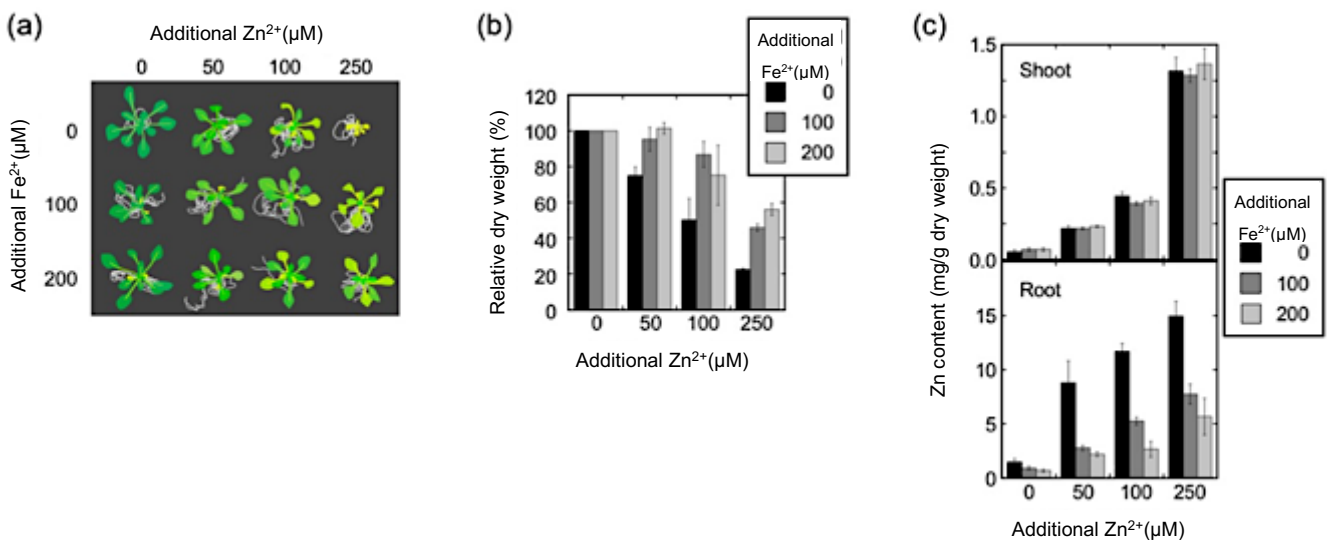 (a)
Additional Zn²⁺(μM)
0 50 100 250
Additional Fe²⁺(μM)
0
100
200
(b)
Additional
Fe²⁺(μM)
0
100
200
Relative dry weight (%)
120
100
80
60
40
20
0
0 50 100 250
Additional Zn²⁺(μM)
(c)
Zn content (mg/g dry weight)
Shoot
1.5
1.0
0.5
0.0
Root
15
10
5
0
0 50 100 250
Additional Zn²⁺(μM)
Additional
Fe²⁺(μM)
0
100
200